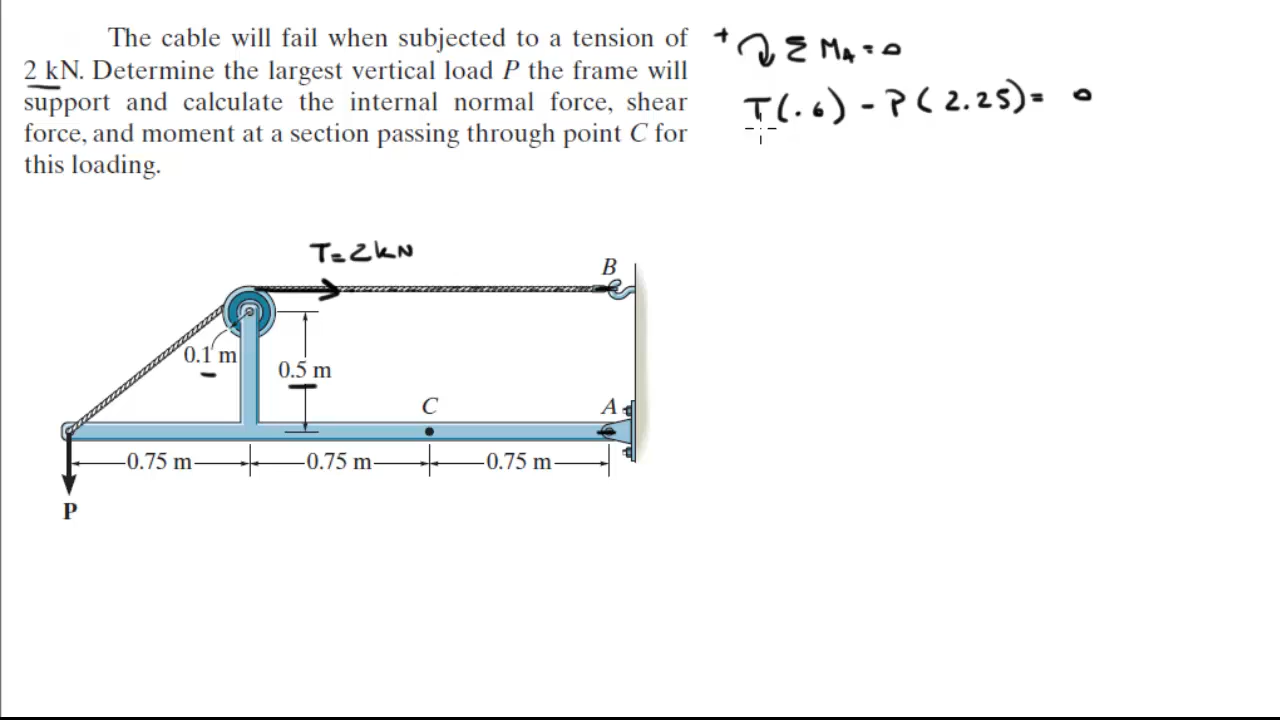 The cable will fail when subjected to a tension of
2 kN. Determine the largest vertical load P the frame will
support and calculate the internal normal force, shear
force, and moment at a section passing through point C for
this loading.
+ ↷ Σ MA = 0
T(.6) - P(2.25) = 0
T=2kN
B
0.1 m
0.5 m
C
A
0.75 m
0.75 m
0.75 m
P